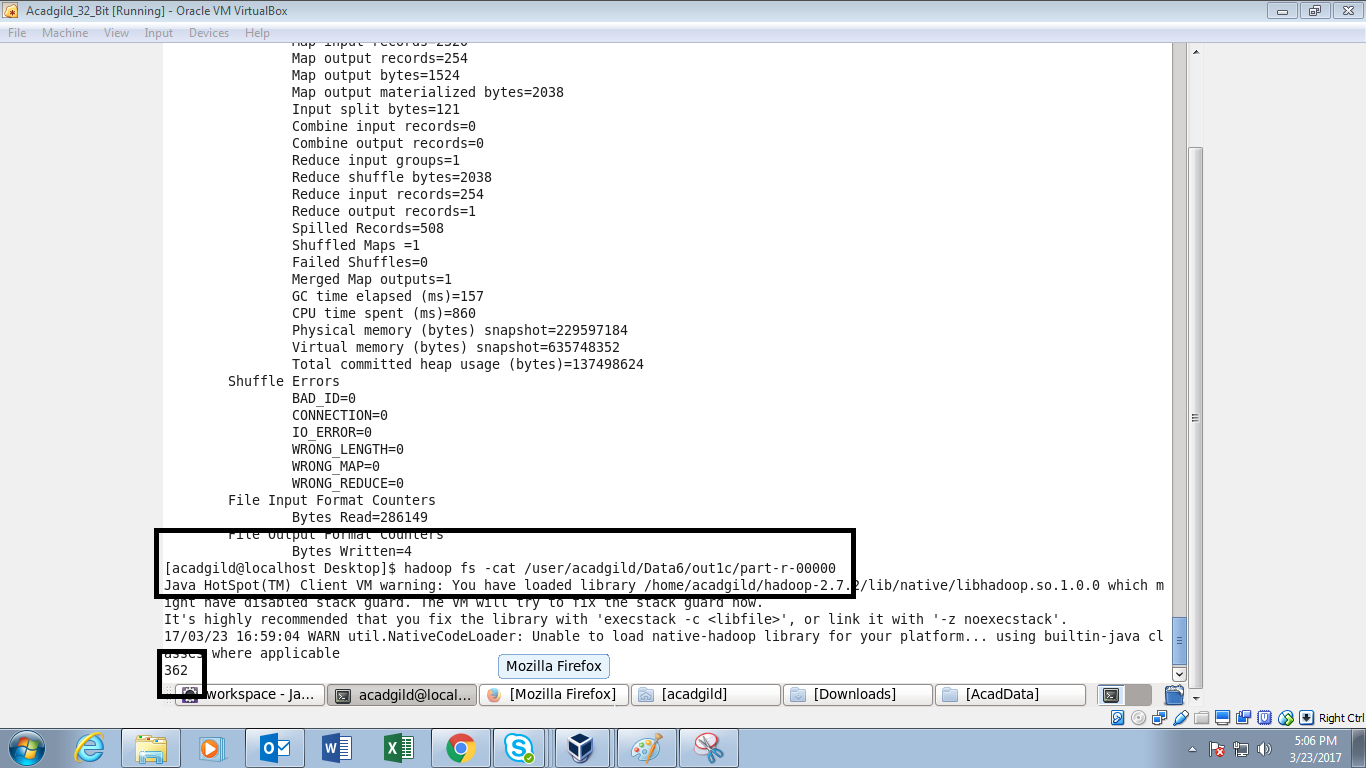 Acadgild_32_Bit [Running] - Oracle VM VirtualBox
File Machine View Input Devices Help
Map input records=2320
Map output records=254
Map output bytes=1524
Map output materialized bytes=2038
Input split bytes=121
Combine input records=0
Combine output records=0
Reduce input groups=1
Reduce shuffle bytes=2038
Reduce input records=254
Reduce output records=1
Spilled Records=508
Shuffled Maps =1
Failed Shuffles=0
Merged Map outputs=1
GC time elapsed (ms)=157
CPU time spent (ms)=860
Physical memory (bytes) snapshot=229597184
Virtual memory (bytes) snapshot=635748352
Total committed heap usage (bytes)=137498624
Shuffle Errors
BAD_ID=0
CONNECTION=0
IO_ERROR=0
WRONG_LENGTH=0
WRONG_MAP=0
WRONG_REDUCE=0
File Input Format Counters
Bytes Read=286149
File Output Format Counters
Bytes Written=4
[acadgild@localhost Desktop]$ hadoop fs -cat /user/acadgild/Data6/out1c/part-r-00000
Java HotSpot(TM) Client VM warning: You have loaded library /home/acadgild/hadoop-2.7.2/lib/native/libhadoop.so.1.0.0 which m
ight have disabled stack guard. The VM will try to fix the stack guard now.
It's highly recommended that you fix the library with 'execstack -c <libfile>', or link it with '-z noexecstack'.
17/03/23 16:59:04 WARN util.NativeCodeLoader: Unable to load native-hadoop library for your platform... using builtin-java cl
asses where applicable
362
Mozilla Firefox
workspace - Ja... acadgild@local... [Mozilla Firefox] [acadgild] [Downloads] [AcadData]
Right Ctrl
5:06 PM
3/23/2017